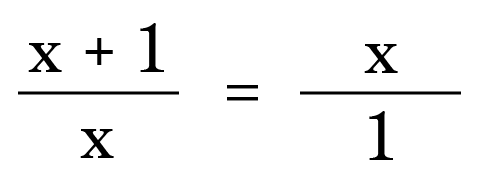 x + 1
x
=
x
1